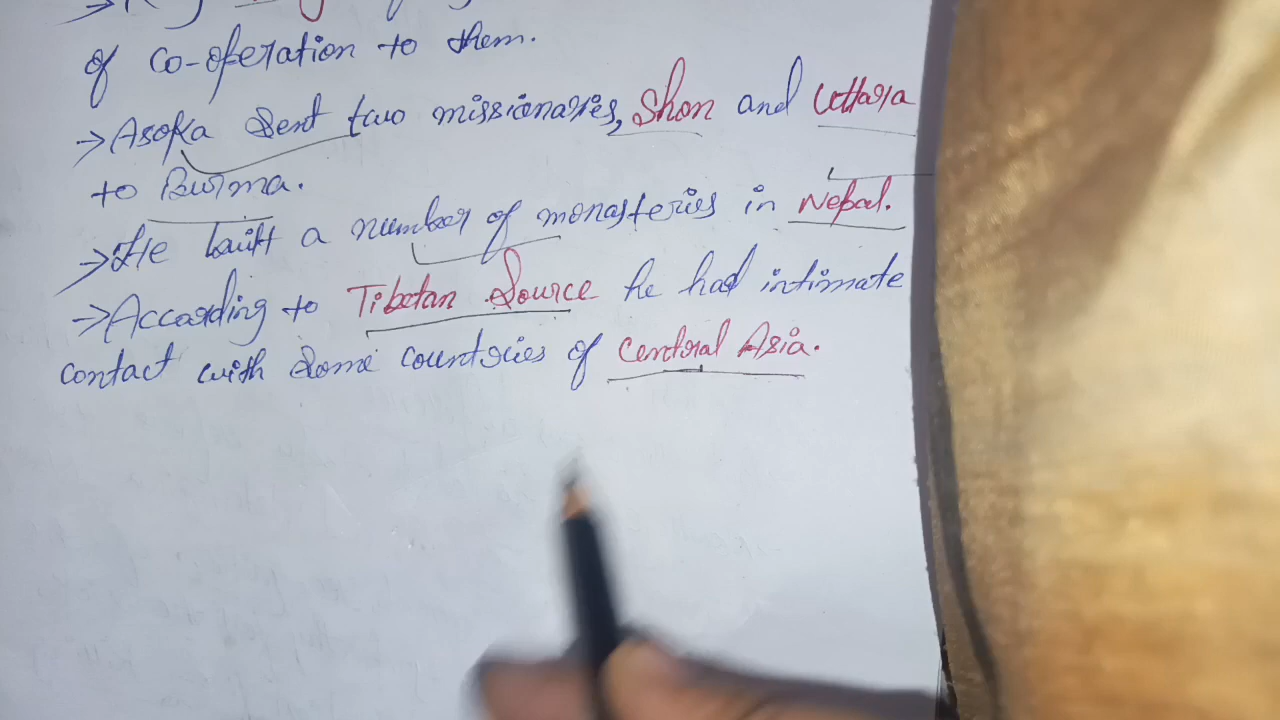 of co-operation to them.
→Asoka sent two missionaries, Shon and Uttara
to Burma.
→He built a number of monasteries in Nepal.
→According to Tibetan Source he had intimate
contact with some countries of Central Asia.